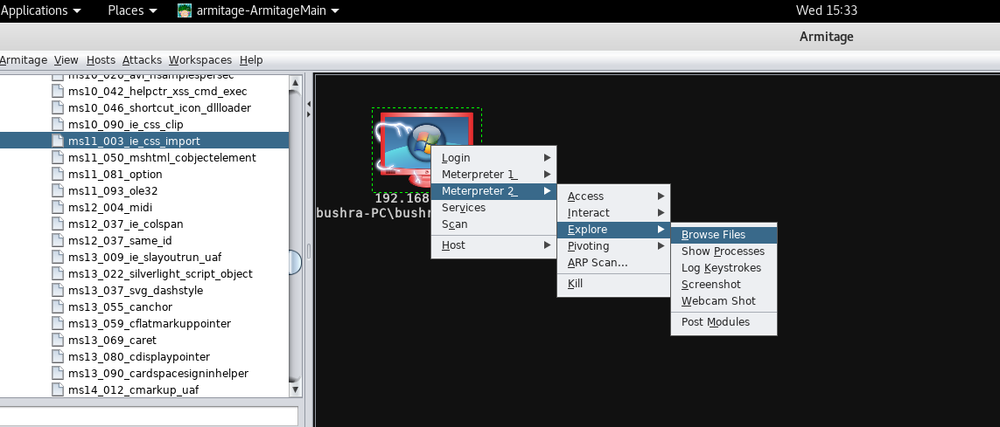 Applications Places armitage-ArmitageMain Wed 15:33
Armitage
Armitage View Hosts Attacks Workspaces Help
ms10_042_helpctr_xss_cmd_exec
ms10_046_shortcut_icon_dllloader
ms10_090_ie_css_clip
ms11_003_ie_css_import
ms11_050_mshtml_cobjectelement
ms11_081_option
ms11_093_ole32
ms12_004_midi
ms12_037_ie_colspan
ms12_037_same_id
ms13_009_ie_slayoutrun_uaf
ms13_022_silverlight_script_object
ms13_037_svg_dashstyle
ms13_055_canchor
ms13_059_cflatmarkuppointer
ms13_069_caret
ms13_080_cdisplaypointer
ms13_090_cardspacesigninhelper
ms14_012_cmarkup_uaf
192.168
bushra-PC\bushr
Login
Meterpreter 1
Meterpreter 2
Services
Scan
Host
Access
Interact
Explore
Pivoting
ARP Scan...
Kill
Browse Files
Show Processes
Log Keystrokes
Screenshot
Webcam Shot
Post Modules